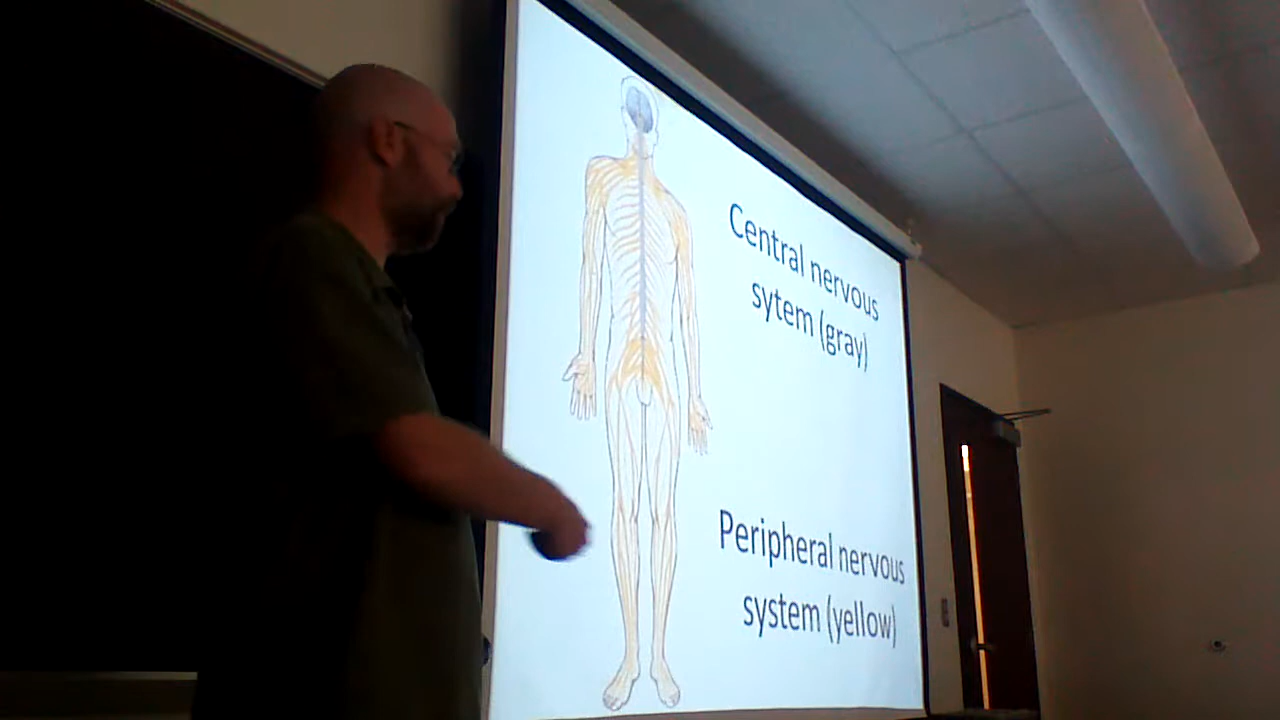 Central nervous
sytem (gray)
Peripheral nervous
system (yellow)